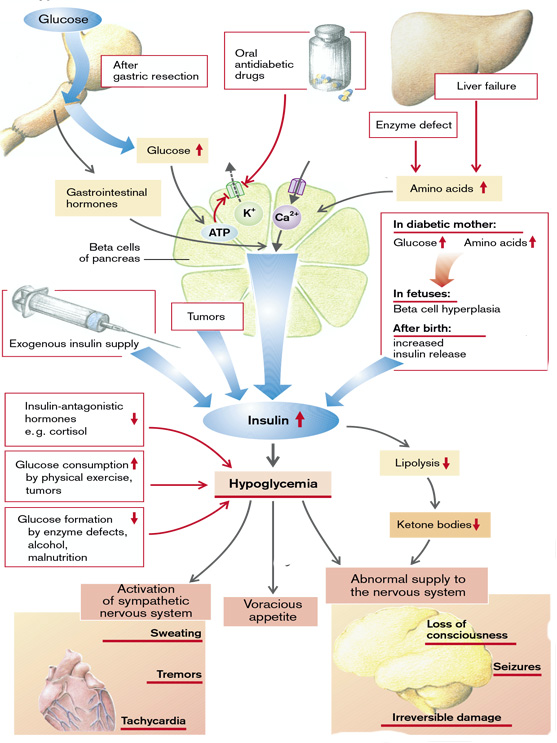 Glucose
After
gastric resection
Oral
antidiabetic
drugs
Liver failure
Enzyme defect
Glucose
Amino acids
Gastrointestinal
hormones
K+
Ca2+
ATP
Beta cells
of pancreas
In diabetic mother:
Glucose Amino acids
In fetuses:
Beta cell hyperplasia
After birth:
increased
insulin release
Exogenous insulin supply
Tumors
Insulin
Insulin-antagonistic
hormones
e. g. cortisol
Glucose consumption
by physical exercise,
tumors
Glucose formation
by enzyme defects,
alcohol,
malnutrition
Hypoglycemia
Lipolysis
Ketone bodies
Activation
of sympathetic
nervous system
Voracious
appetite
Abnormal supply to
the nervous system
Sweating
Tremors
Tachycardia
Loss of
consciousness
Seizures
Irreversible damage